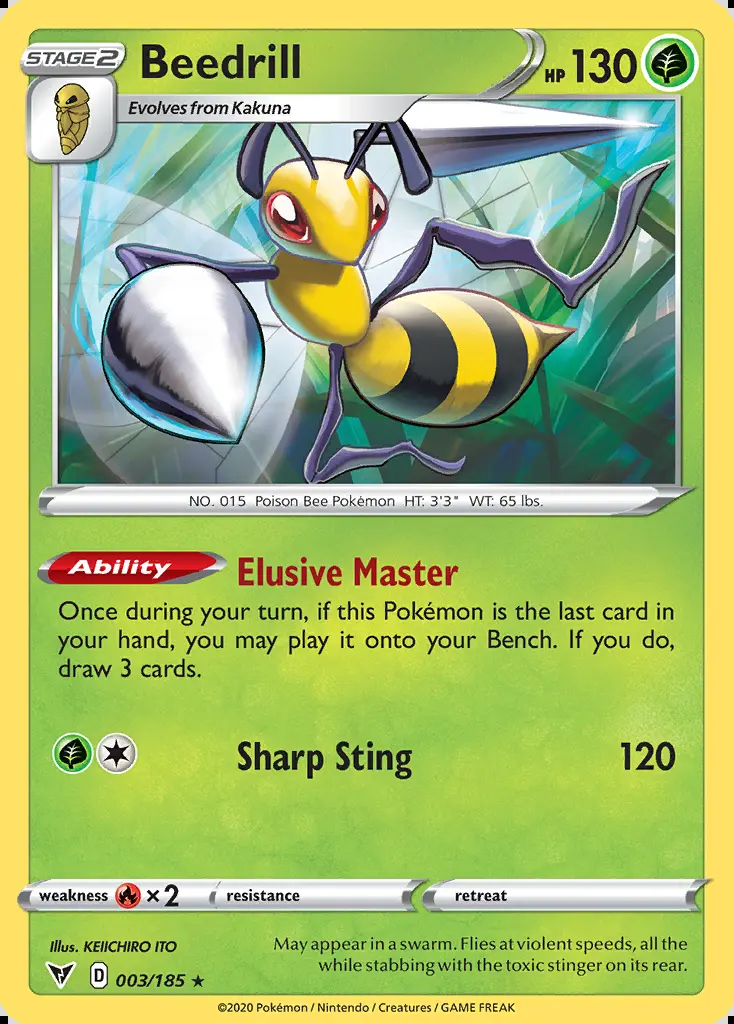 STAGE 2
Beedrill
HP 130
Evolves from Kakuna
NO. 015 Poison Bee Pokémon HT: 3'3" WT: 65 lbs.
Ability Elusive Master
Once during your turn, if this Pokémon is the last card in
your hand, you may play it onto your Bench. If you do,
draw 3 cards.
Sharp Sting 120
weakness ×2 resistance retreat
Illus. KEIICHIRO ITO
May appear in a swarm. Flies at violent speeds, all the
while stabbing with the toxic stinger on its rear.
D 003/185 ★
©2020 Pokémon / Nintendo / Creatures / GAME FREAK